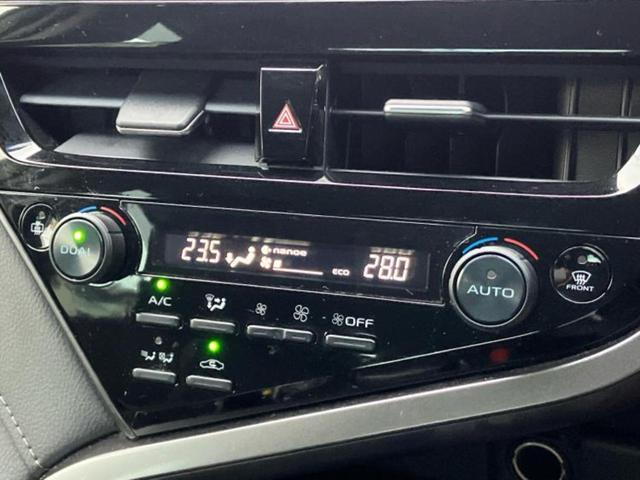 DUAL
23.5
nanoe
ECO
28.0
AUTO
FRONT
A/C
OFF